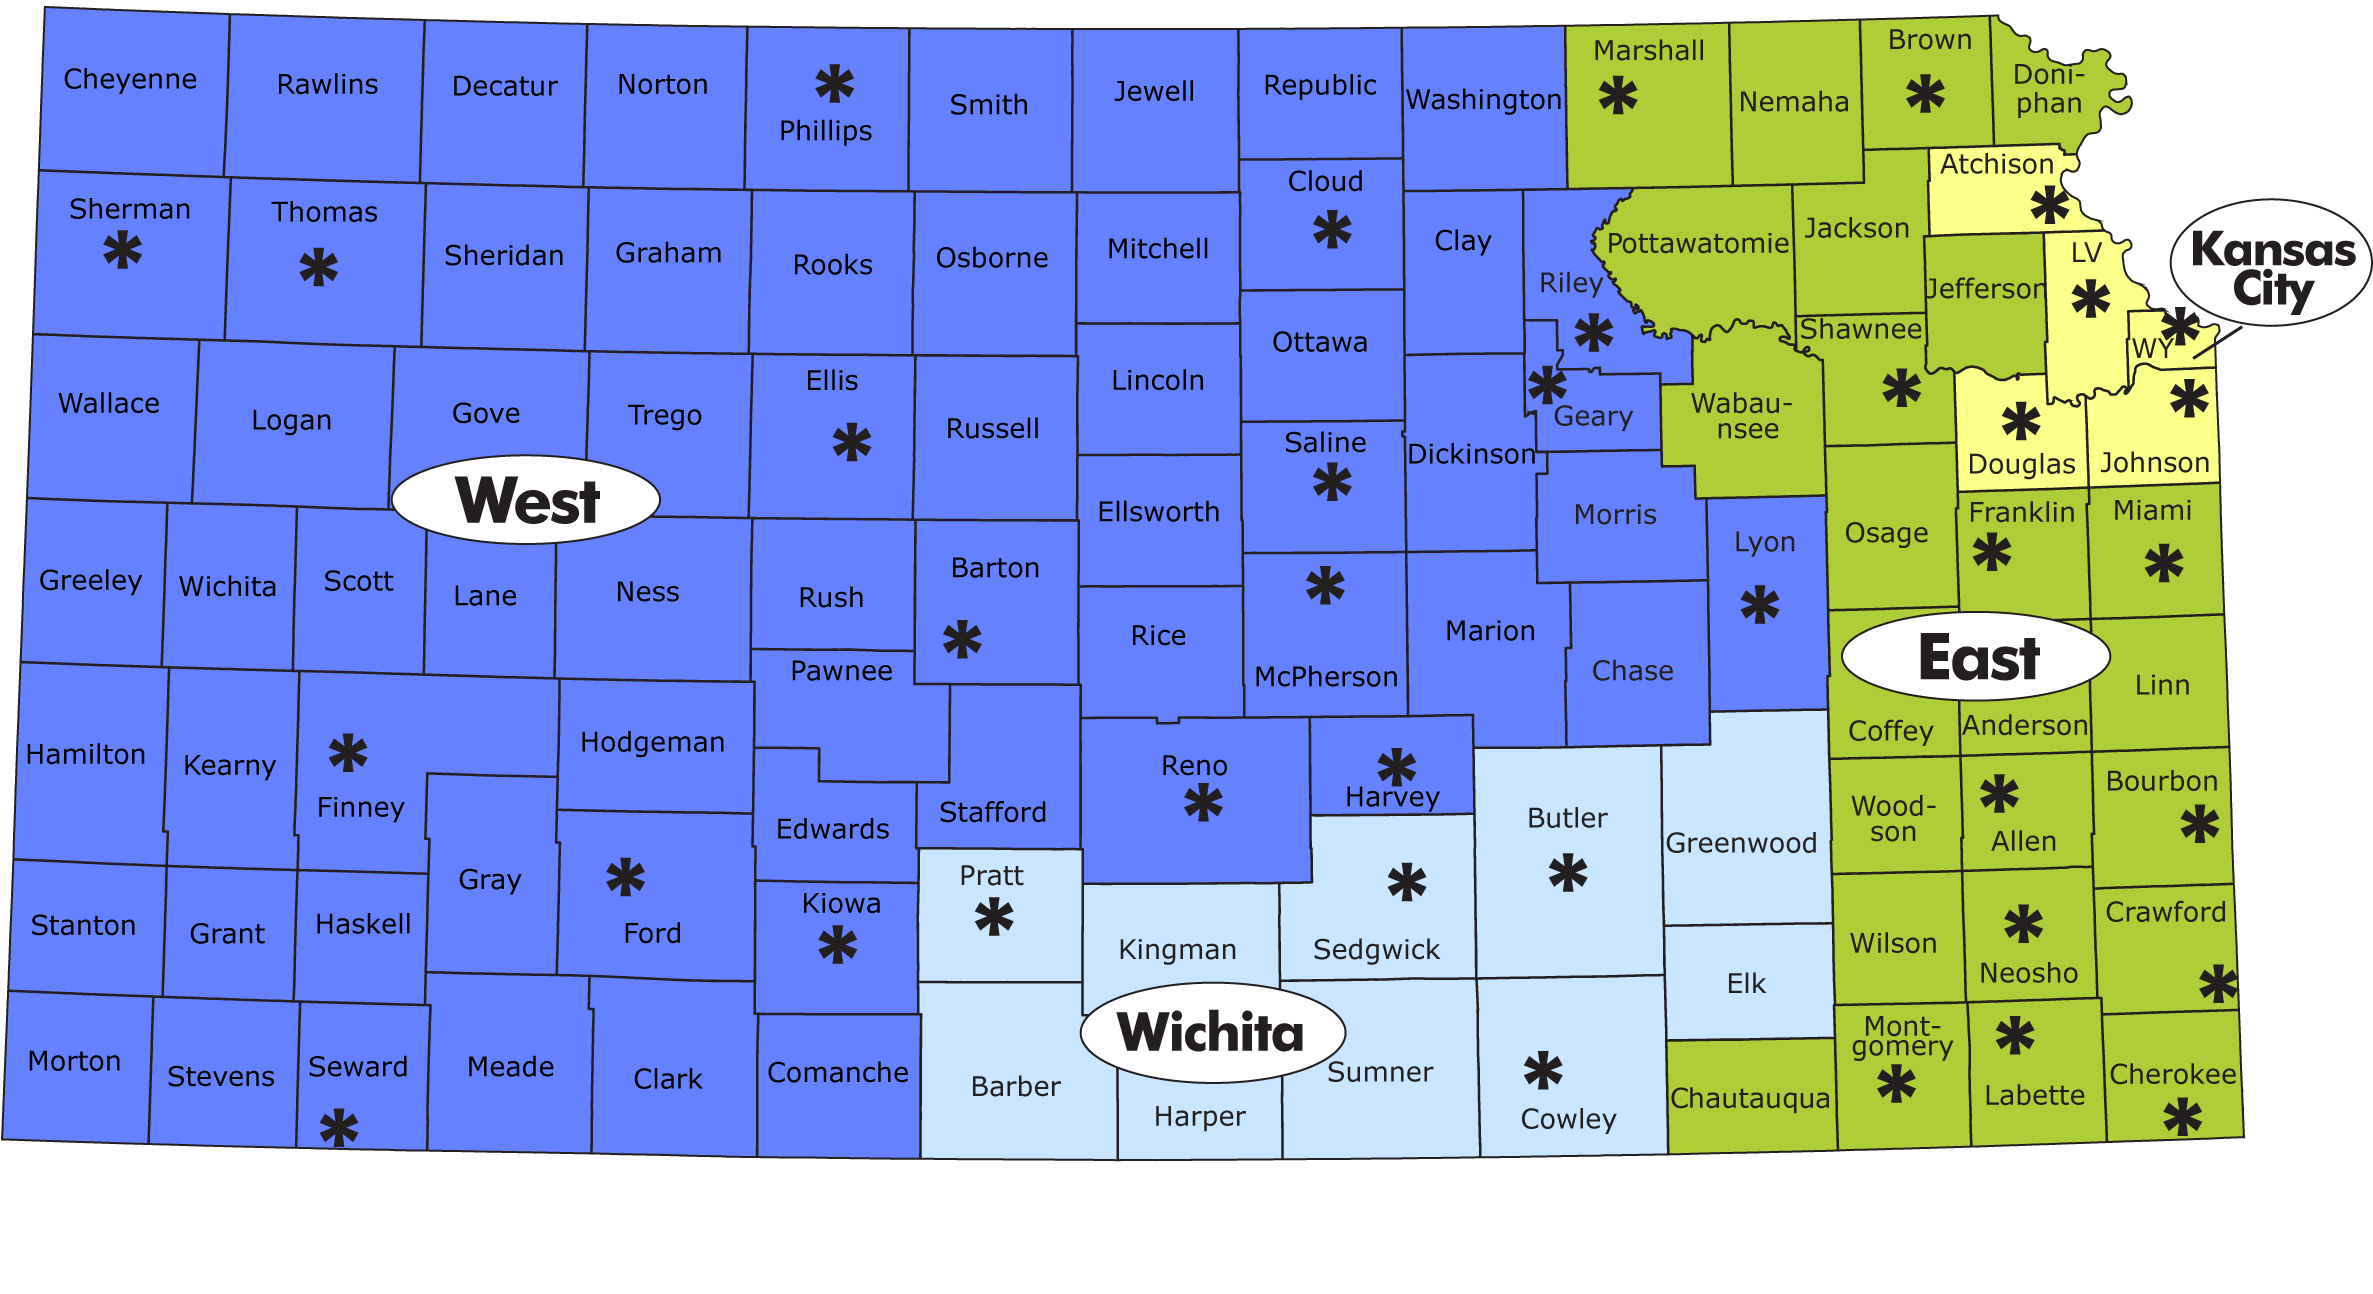 Cheyenne
Rawlins
Decatur
Norton
*
Phillips
Smith
Jewell
Republic
Washington
Marshall
*
Nemaha
Brown
*
Doni-
phan
Atchison
*
Sherman
*
Thomas
*
Sheridan
Graham
Rooks
Osborne
Mitchell
Cloud
*
Clay
Riley
*
Pottawatomie
Jackson
Jefferson
LV
*
Kansas
City
*
WY
Shawnee
*
Ottawa
Wallace
Logan
Gove
Trego
Ellis
*
Russell
Lincoln
Saline
*
Dickinson
*
Geary
Wabau-
nsee
*
Douglas
*
Johnson
West
Ellsworth
Morris
Lyon
*
Osage
Franklin
*
Miami
*
Greeley
Wichita
Scott
Lane
Ness
Rush
Barton
*
Rice
*
McPherson
Marion
Chase
East
Linn
Coffey
Anderson
Hamilton
Kearny
*
Finney
Hodgeman
Pawnee
Edwards
Stafford
Reno
*
*
Harvey
Butler
*
Greenwood
Wood-
son
*
Allen
Bourbon
*
Gray
*
Ford
Stanton
Grant
Haskell
Kiowa
*
Pratt
*
Kingman
*
Sedgwick
Elk
Wilson
*
Neosho
Crawford
*
Wichita
Morton
Stevens
Seward
*
Meade
Clark
Comanche
Barber
Harper
Sumner
*
Cowley
Chautauqua
Mont-
gomery
*
*
Labette
Cherokee
*